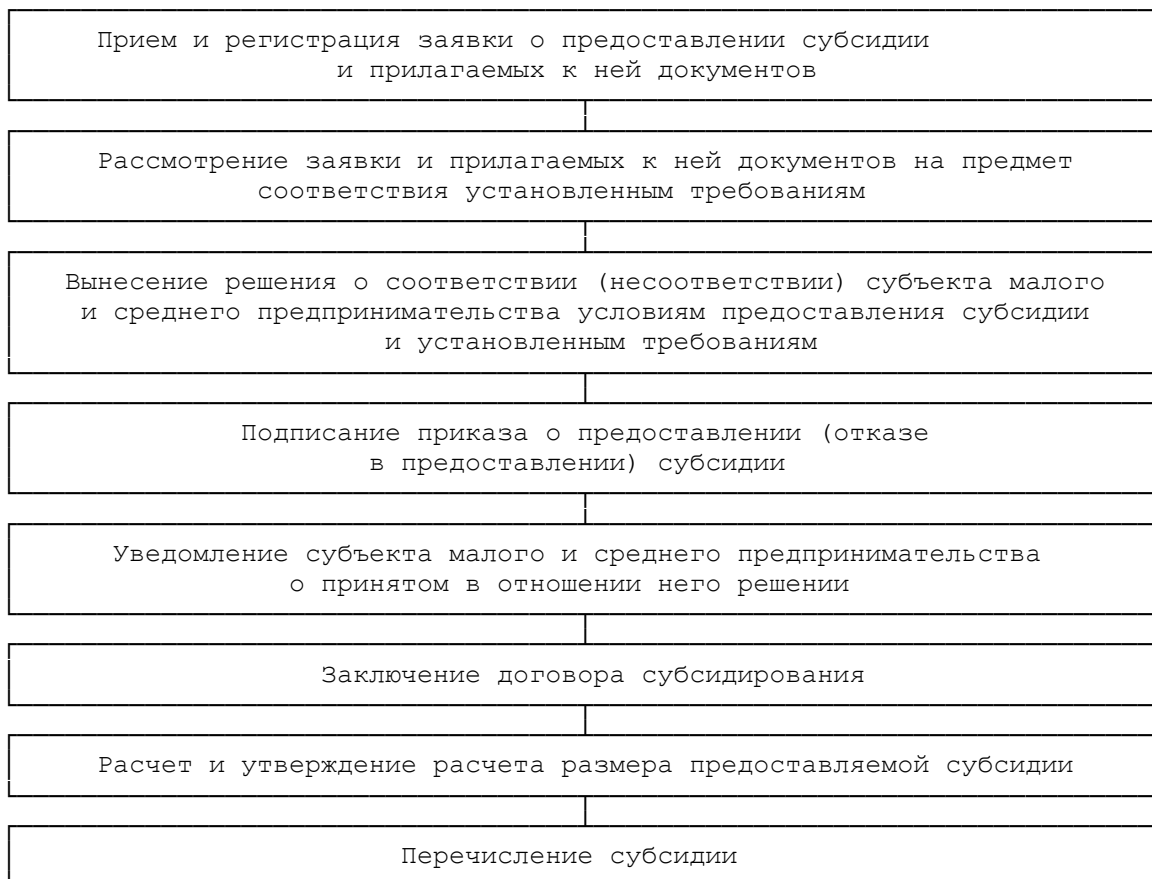 Прием и регистрация заявки о предоставлении субсидии
и прилагаемых к ней документов
Рассмотрение заявки и прилагаемых к ней документов на предмет
соответствия установленным требованиям
Вынесение решения о соответствии (несоответствии) субъекта малого
и среднего предпринимательства условиям предоставления субсидии
и установленным требованиям
Подписание приказа о предоставлении (отказе
в предоставлении) субсидии
Уведомление субъекта малого и среднего предпринимательства
о принятом в отношении него решении
Заключение договора субсидирования
Расчет и утверждение расчета размера предоставляемой субсидии
Перечисление субсидии